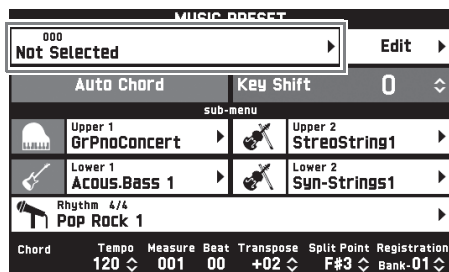 MUSIC PRESET
000
Not Selected
Edit
Auto Chord
Key Shift 0
sub-menu
Upper 1
GrPnoConcert
Upper 2
StreoString1
Lower 1
Acous.Bass 1
Lower 2
Syn-Strings1
Rhythm 4/4
Pop Rock 1
Chord Tempo Measure Beat Transpose Split Point Registration
120 001 00 +02 F#3 Bank-01